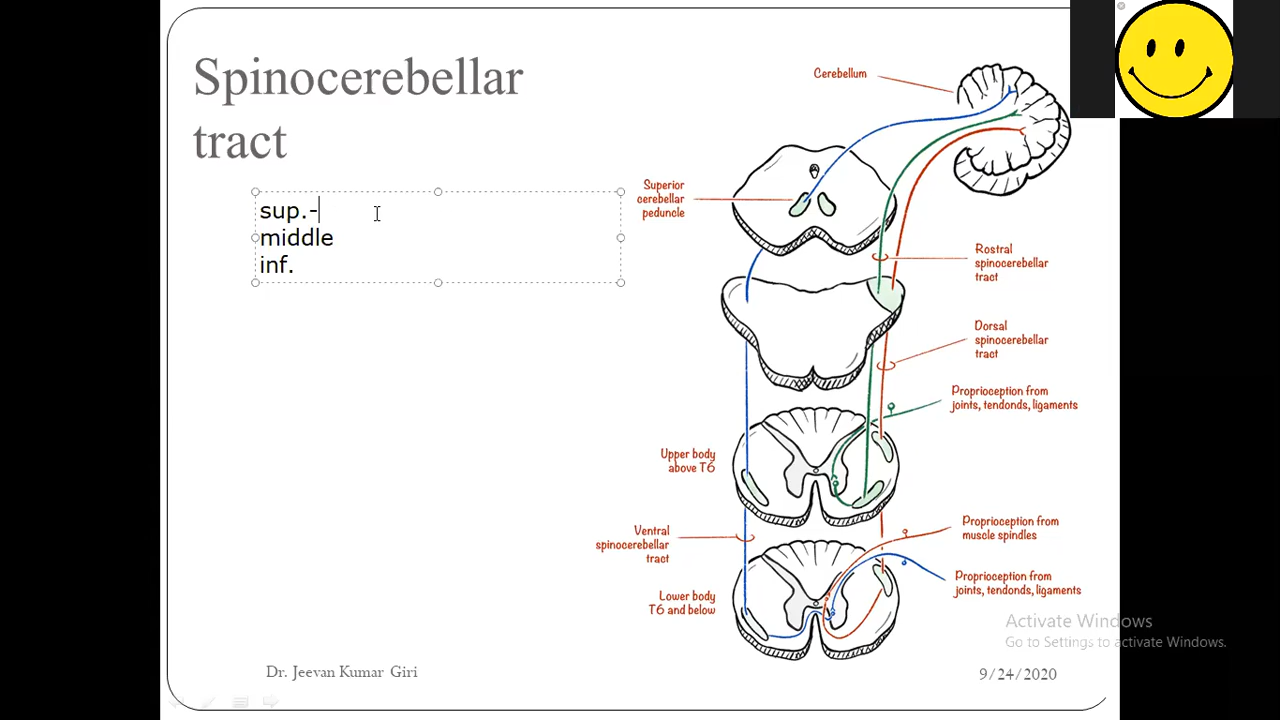 Spinocerebellar
tract
sup.-
middle
inf.
Cerebellum
Superior
cerebellar
peduncle
Rostral
spinocerebellar
tract
Dorsal
spinocerebellar
tract
Proprioception from
joints, tendonds, ligaments
Upper body
above T6
Ventral
spinocerebellar
tract
Proprioception from
muscle spindles
Lower body
T6 and below
Proprioception from
joints, tendonds, ligaments
Activate Windows
Go to Settings to activate Windows.
Dr. Jeevan Kumar Giri
9/24/2020